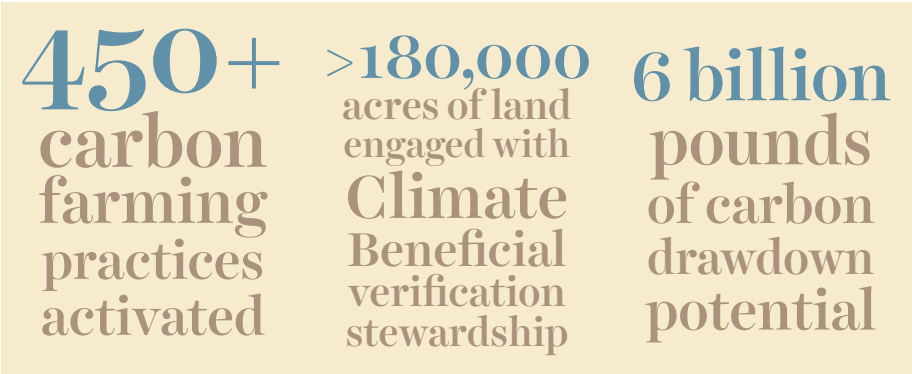 450+
carbon
farming
practices
activated
>180,000
acres of land
engaged with
Climate
Beneficial
verification
stewardship
6 billion
pounds
of carbon
drawdown
potential